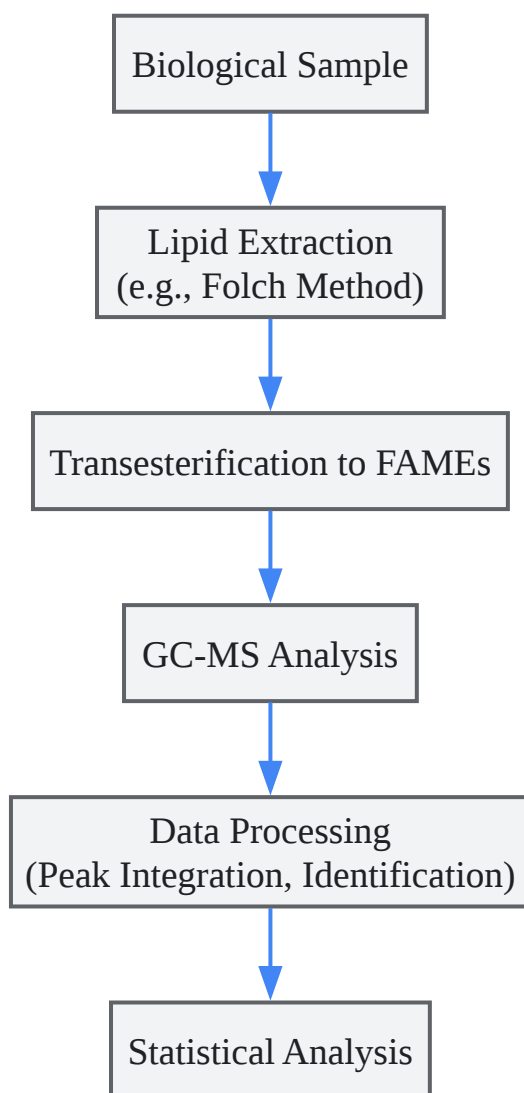 Biological Sample
Lipid Extraction
(e.g., Folch Method)
Transesterification to FAMEs
GC-MS Analysis
Data Processing
(Peak Integration, Identification)
Statistical Analysis